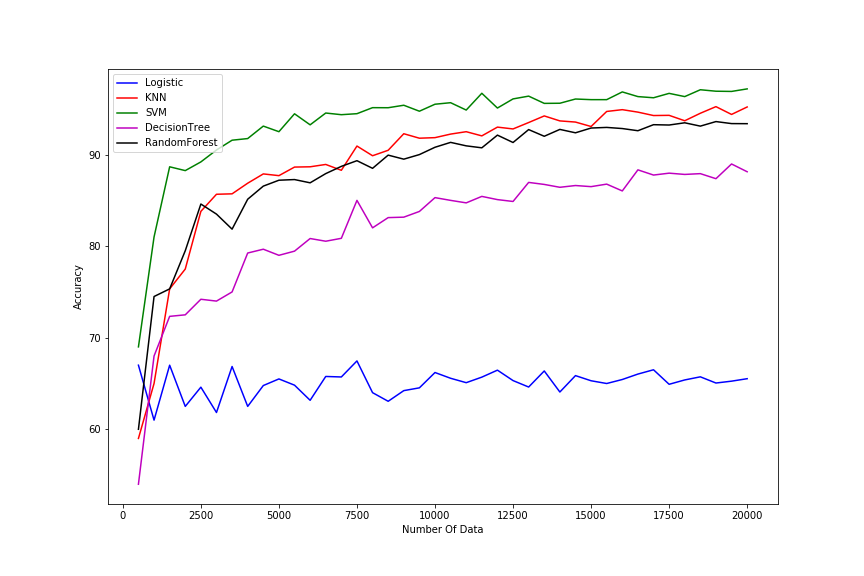 Logistic
KNN
SVM
DecisionTree
RandomForest
90
80
70
60
Accuracy
0 2500 5000 7500 10000 12500 15000 17500 20000
Number Of Data